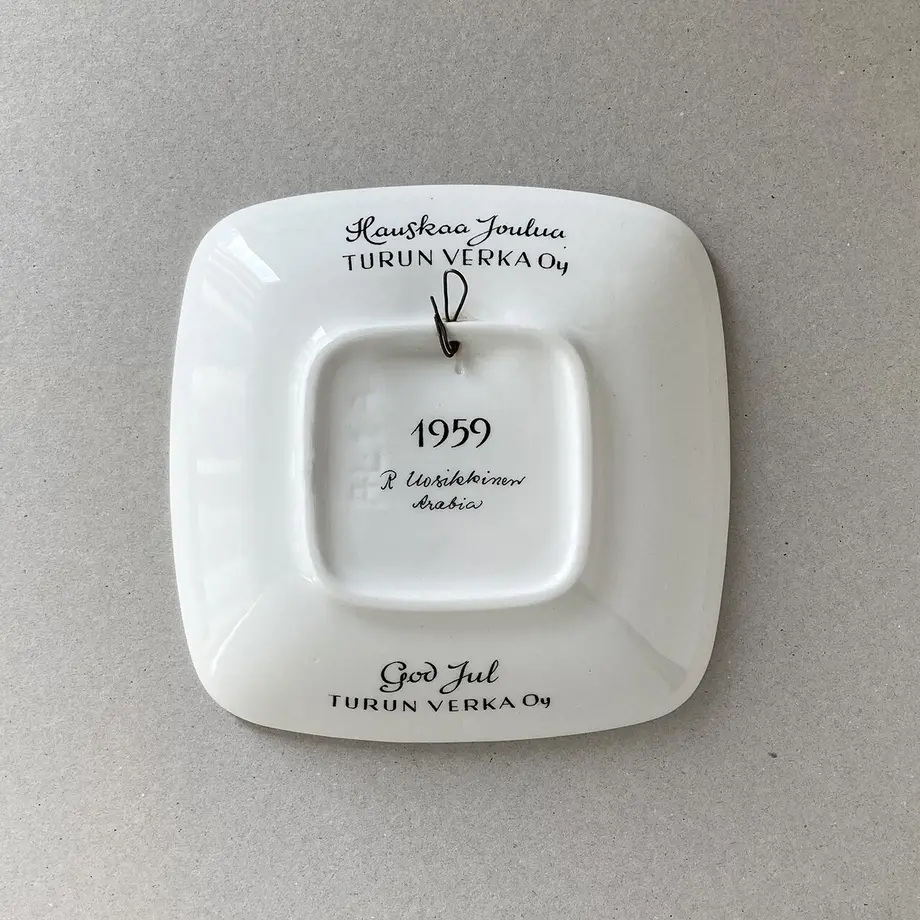 Hauskaa Joulua
TURUN VERKA Oy
1959
R Uosikkinen
Arabia
God Jul
TURUN VERKA Oy